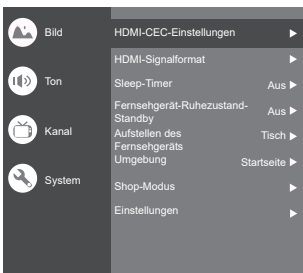 Bild
Ton
Kanal
System
HDMI-CEC-Einstellungen
HDMI-Signalformat
Sleep-Timer Aus
Fernsehgerät-Ruhezustand-
Standby Aus
Aufstellen des
Fernsehgeräts Tisch
Umgebung Startseite
Shop-Modus
Einstellungen